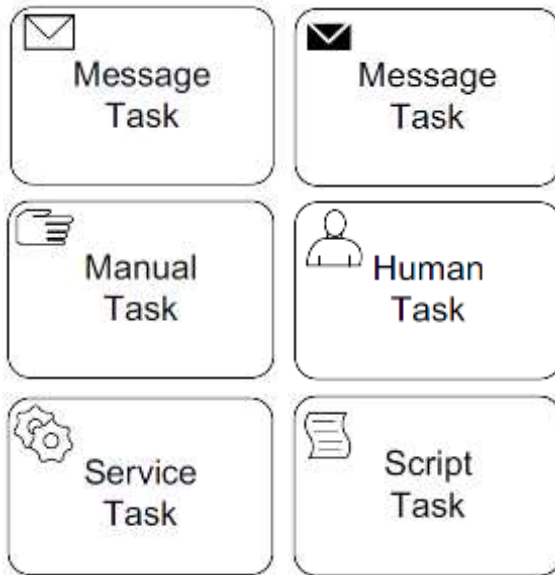 Message
Task
Message
Task
Manual
Task
Human
Task
Service
Task
Script
Task